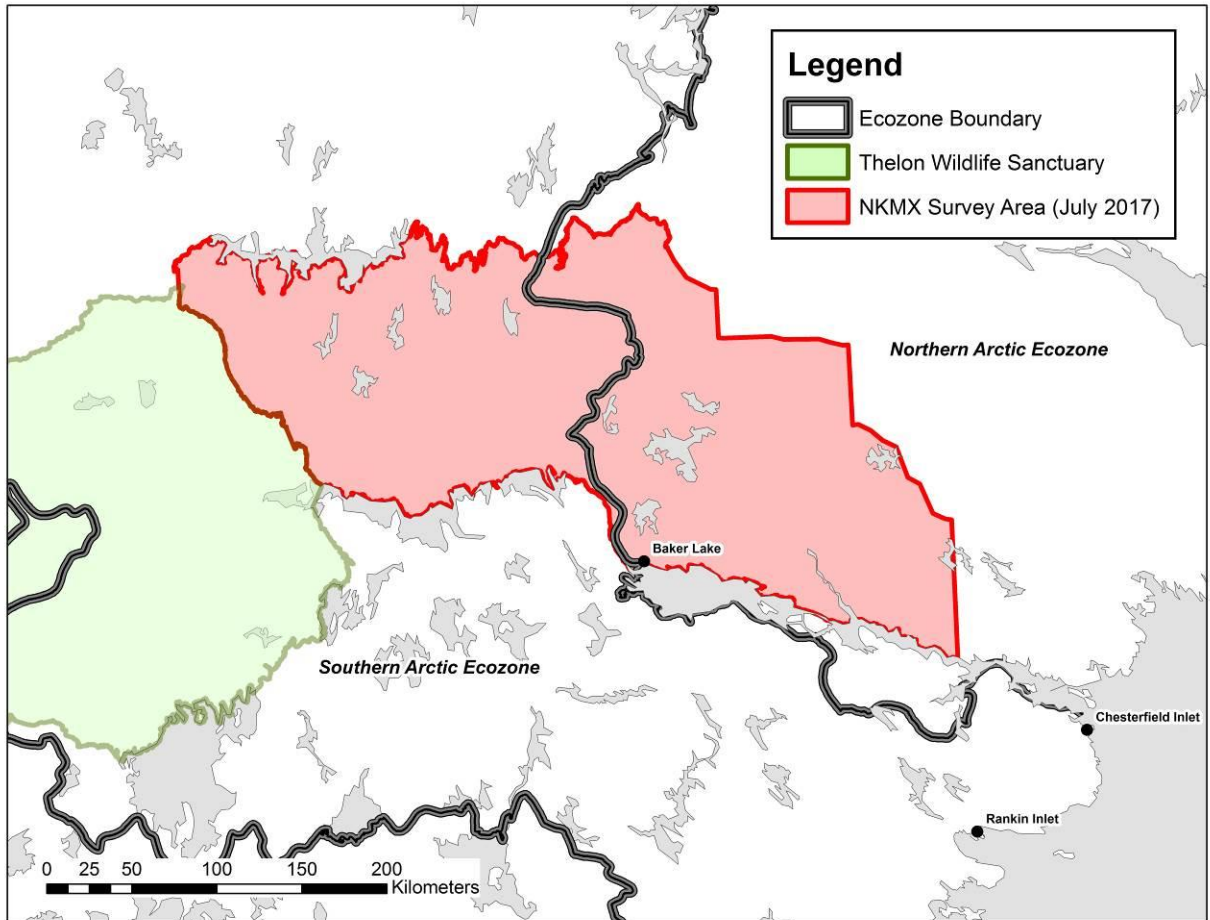 Legend
Ecozone Boundary
Thelon Wildlife Sanctuary
NKMX Survey Area (July 2017)
Northern Arctic Ecozone
Baker Lake
Southern Arctic Ecozone
Chesterfield Inlet
Rankin Inlet
0 25 50 100 150 200
Kilometers